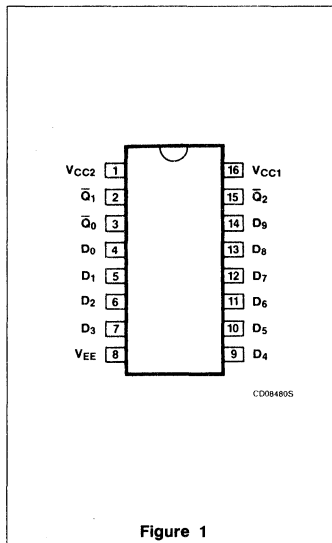 VCC2 1 16 VCC1
Q̅1 2 15 Q̅2
Q̅0 3 14 D9
D0 4 13 D8
D1 5 12 D7
D2 6 11 D6
D3 7 10 D5
VEE 8 9 D4
CD08480S
Figure 1